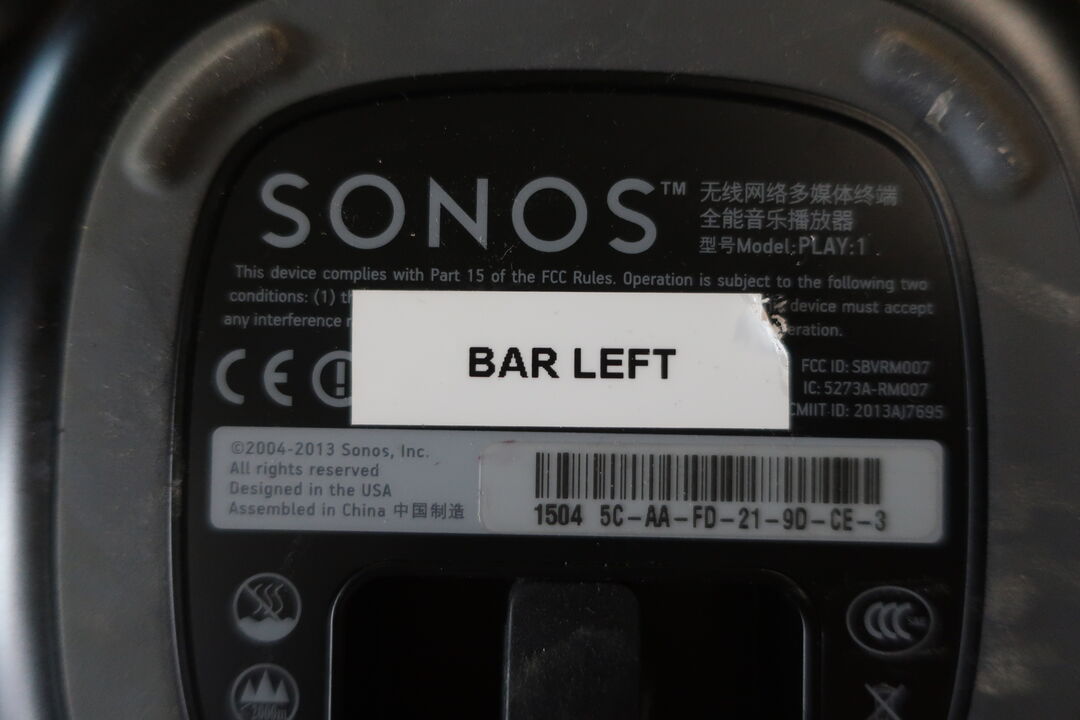 SONOS™
无线网络多媒体终端
全能音乐播放器
型号Model:PLAY:1
This device complies with Part 15 of the FCC Rules. Operation is subject to the following two
conditions: (1) device must accept
any interference
BAR LEFT
FCC ID: SBVRM007
IC: 5273A-RM007
CMIIT ID: 2013AJ7695
©2004-2013 Sonos, Inc.
All rights reserved
Designed in the USA
Assembled in China 中国制造
1504 5C-AA-FD-21-9D-CE-3
CE
CCC